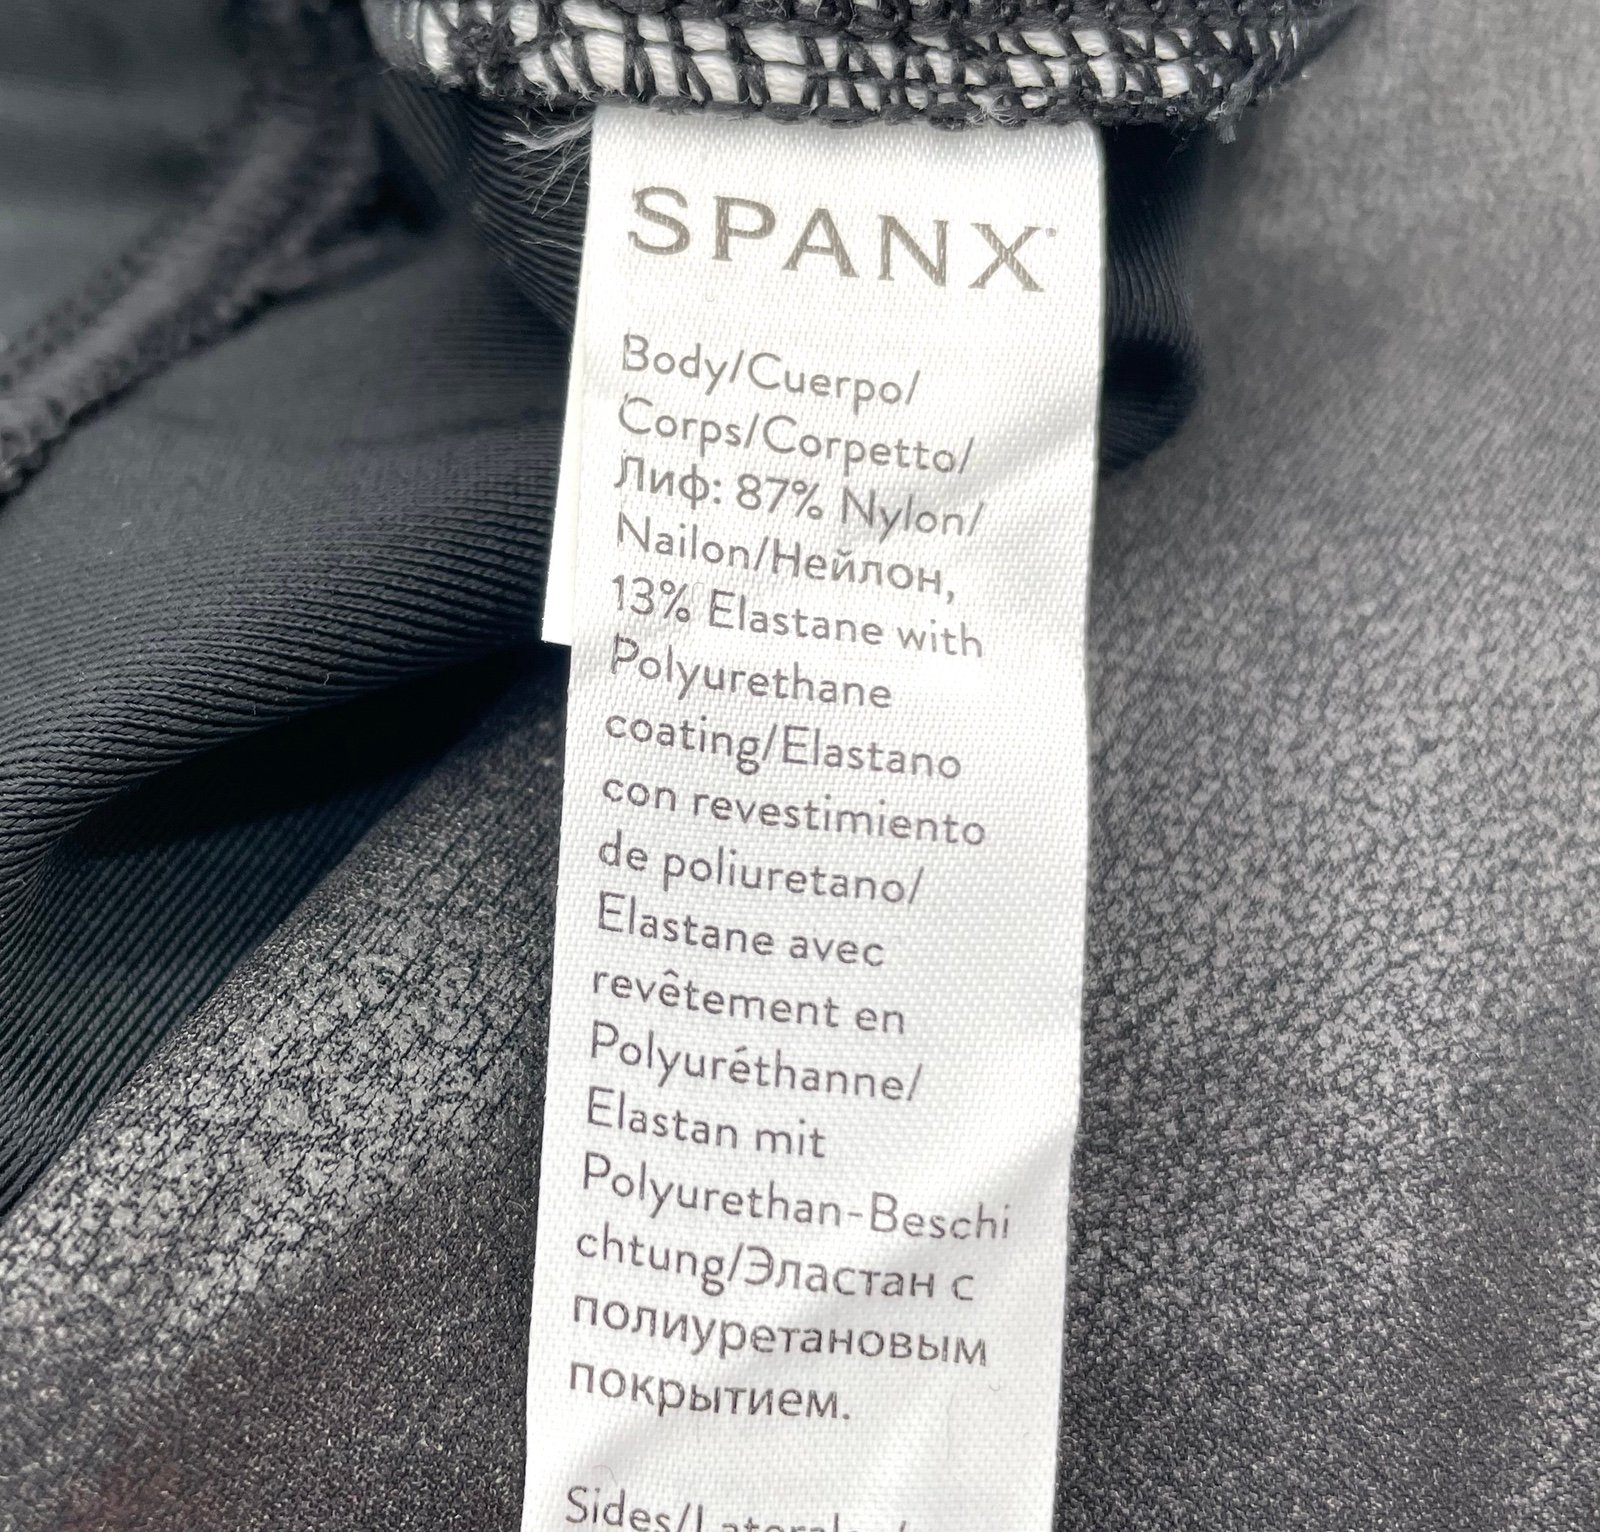 SPANX
Body/Cuerpo/
Corps/Corpetto/
Лиф: 87% Nylon/
Nailon/Нейлон,
13% Elastane with
Polyurethane
coating/Elastano
con revestimiento
de poliuretano/
Elastane avec
revêtement en
Polyuréthanne/
Elastan mit
Polyurethan-Beschi
chtung/Эластан с
полиуретановым
покрытием.
Sides/